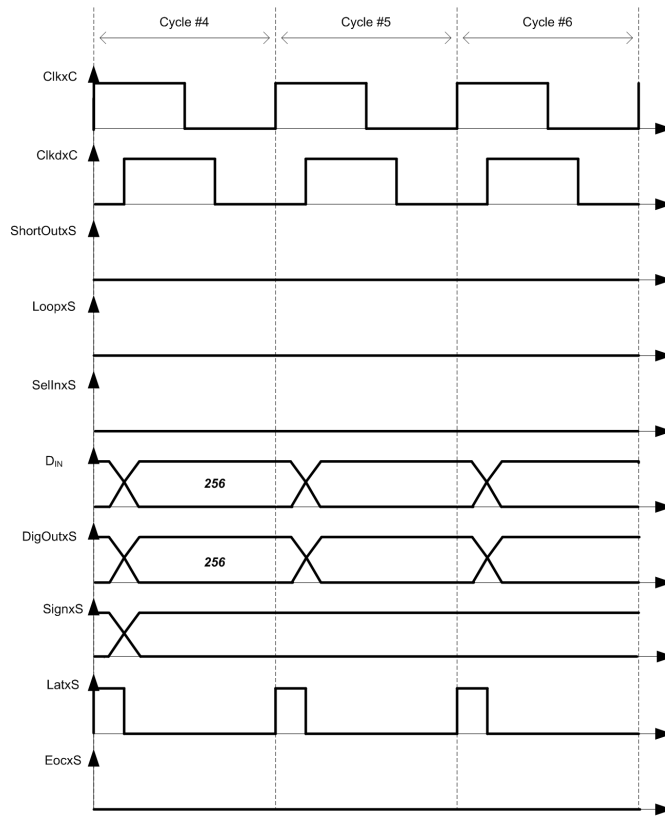 Cycle #4 Cycle #5 Cycle #6
ClkxC
ClkdxC
ShortOutxS
LoopxS
SelInxS
DIN
256
DigOutxS
256
SignxS
LatxS
EocxS